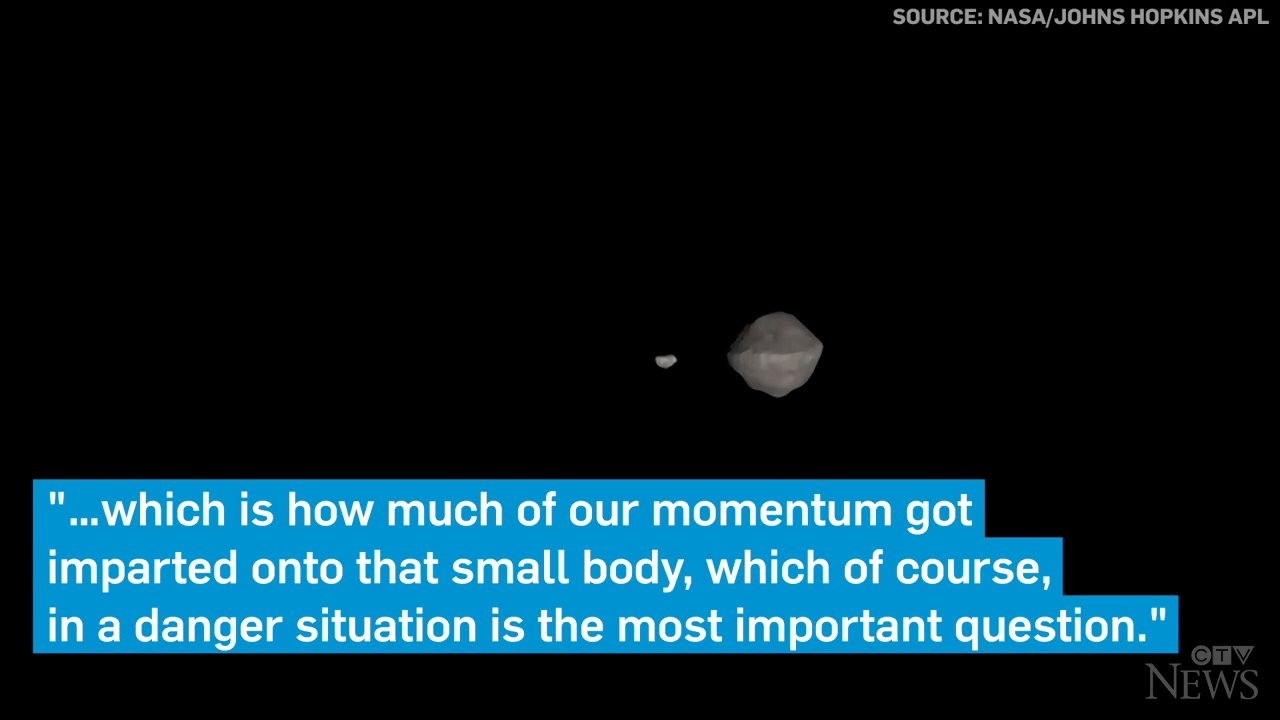 SOURCE: NASA/JOHNS HOPKINS APL
"...which is how much of our momentum got
imparted onto that small body, which of course,
in a danger situation is the most important question."
CTV
NEWS